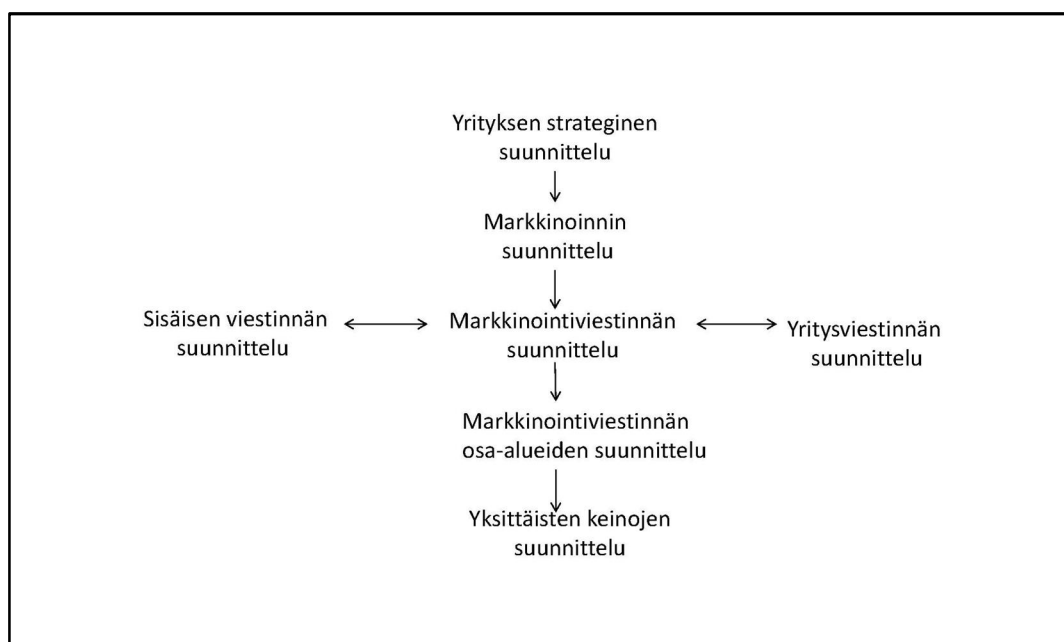 Yrityksen strateginen
suunnittelu
Markkinoinnin
suunnittelu
Sisäisen viestinnän
suunnittelu
Markkinointiviestinnän
suunnittelu
Yritysviestinnän
suunnittelu
Markkinointiviestinnän
osa-alueiden suunnittelu
Yksittäisten keinojen
suunnittelu